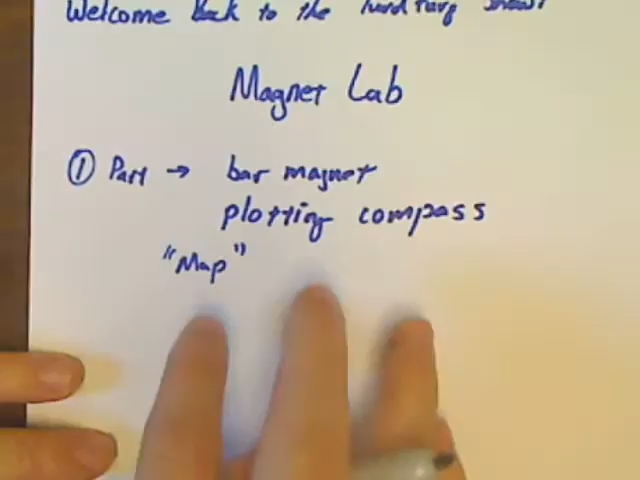 Welcome Back to the
Magnet Lab
① Part → bar magnet
plotting compass
"Map"